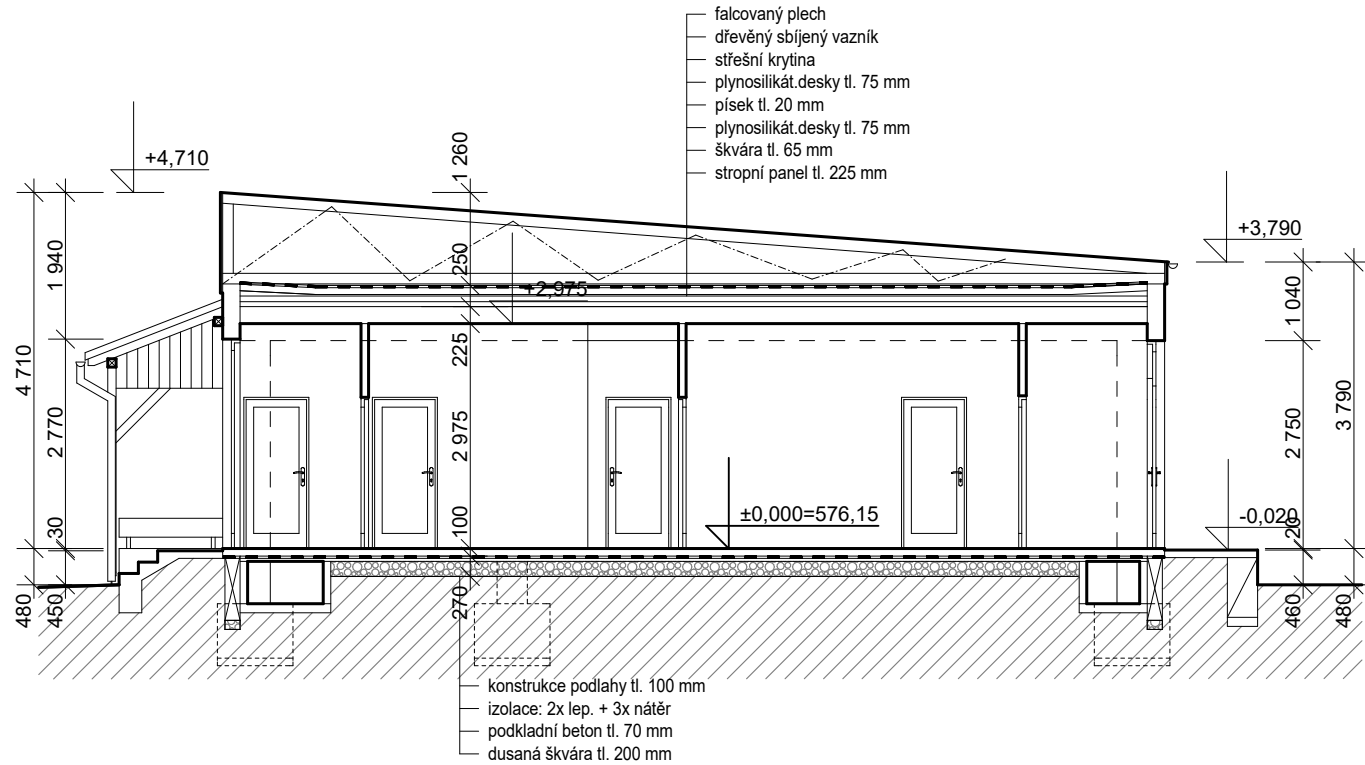 falcovaný plech
dřevěný sbíjený vazník
střešní krytina
plynosilikát.desky tl. 75 mm
písek tl. 20 mm
plynosilikát.desky tl. 75 mm
škvára tl. 65 mm
stropní panel tl. 225 mm
+4,710
+3,790
+2,975
±0,000=576,15
-0,020
4 710
480
1 940
2 770
30
450
1 260
250
225
2 975
100
270
1 040
2 750
20
460
3 790
480
konstrukce podlahy tl. 100 mm
izolace: 2x lep. + 3x nátěr
podkladní beton tl. 70 mm
dusaná škvára tl. 200 mm